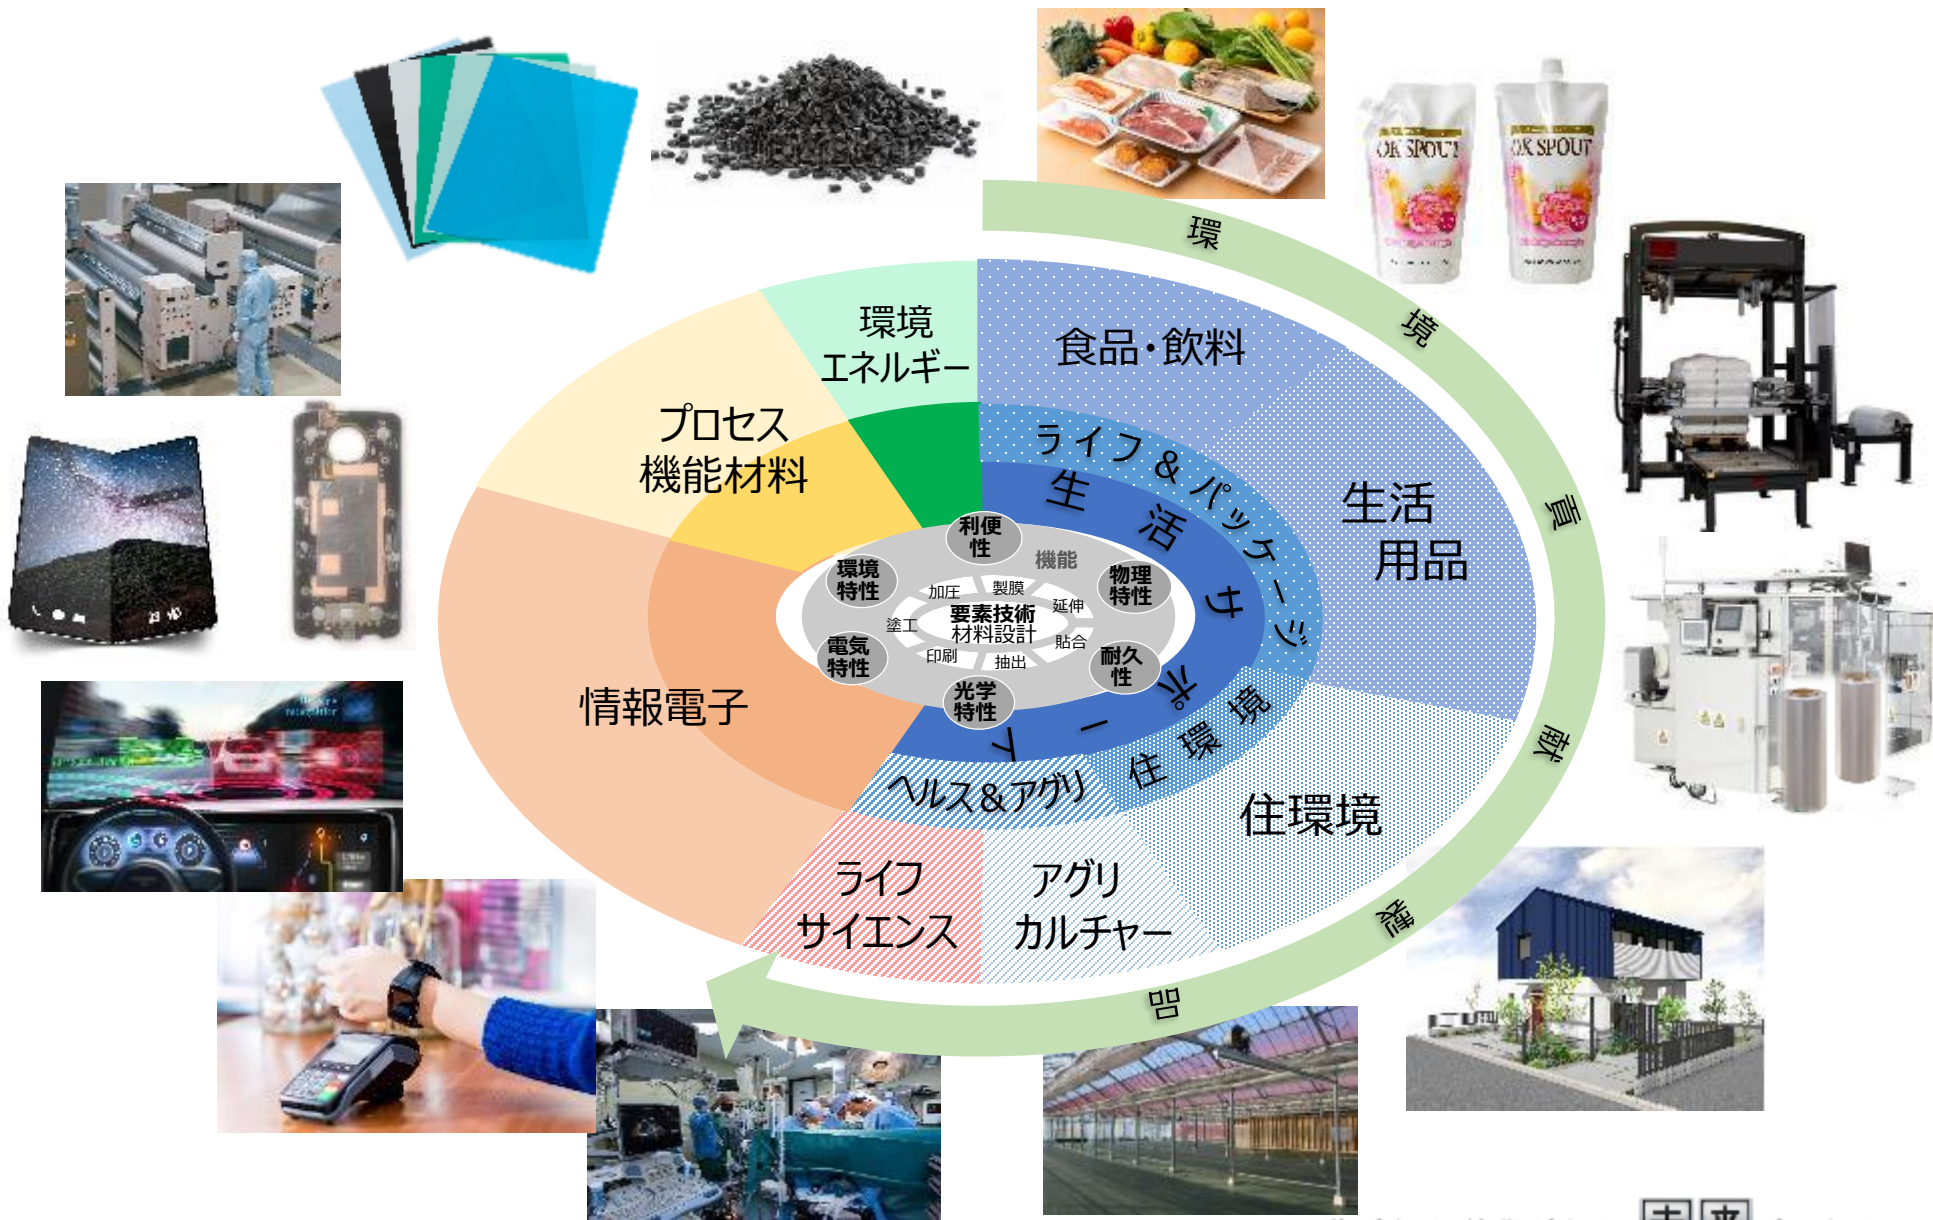 環境貢献製品
OK SPOUT
OK SPOUT
環境
エネルギー
食品・飲料
プロセス
機能材料
ライフ&パッケージ
生活サポート
生活
用品
利便
性
機能
環境
特性
物理
特性
加圧
製膜
延伸
要素技術
材料設計
塗工
貼合
印刷
抽出
電気
特性
耐久
性
光学
特性
情報電子
住環境
ヘルス&アグリ
住環境
ライフ
サイエンス
アグリ
カルチャー
未来